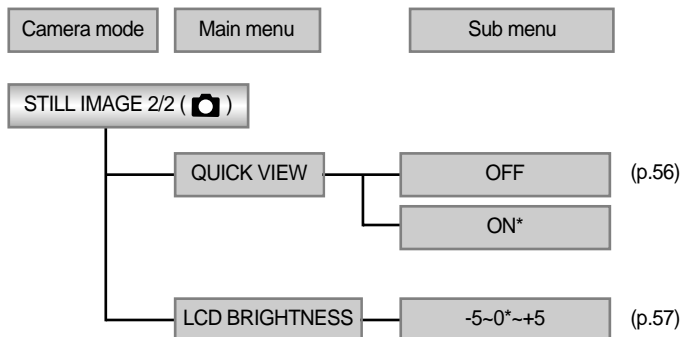 Camera mode Main menu Sub menu
STILL IMAGE 2/2 ( )
QUICK VIEW OFF (p.56)
ON*
LCD BRIGHTNESS -5~0*~+5 (p.57)